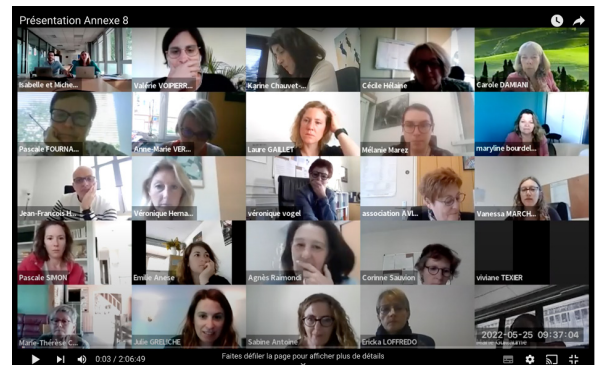 Présentation Annexe 8
Isabelle et Miche...
Valérie VOIPIERR...
Karine Chauvet-...
Cécile Hélaine
Carole DAMIANI
Pascale FOURNA...
Anne-Marie VER...
Laure GAILLET
Mélanie Marez
maryline bourdel...
Jean-François H...
Véronique Herna...
véronique vogel
association AVI...
Vanessa MARCH...
Pascale SIMON
Emilie Anese
Agnès Raimondi
Corinne Sauvion
viviane TEXIER
Marie-Thérèse C...
Julie GRELICHE
Sabine Antoine
Ericka LOFFREDO
2022-05-25 09:37:04
Marie Guillaume
0:03 / 2:06:49
Faites défiler la page pour afficher plus de détails